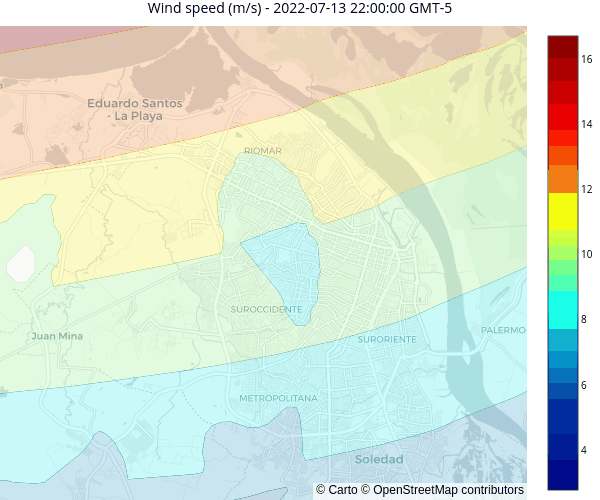 Wind speed (m/s) - 2022-07-13 22:00:00 GMT-5
Eduardo Santos
- La Playa
RIOMAR
SUROCCIDENTE
Juan Mina
SURORIENTE
PALERMO
METROPOLITANA
Soledad
© Carto © OpenStreetMap contributors
16
14
12
10
8
6
4